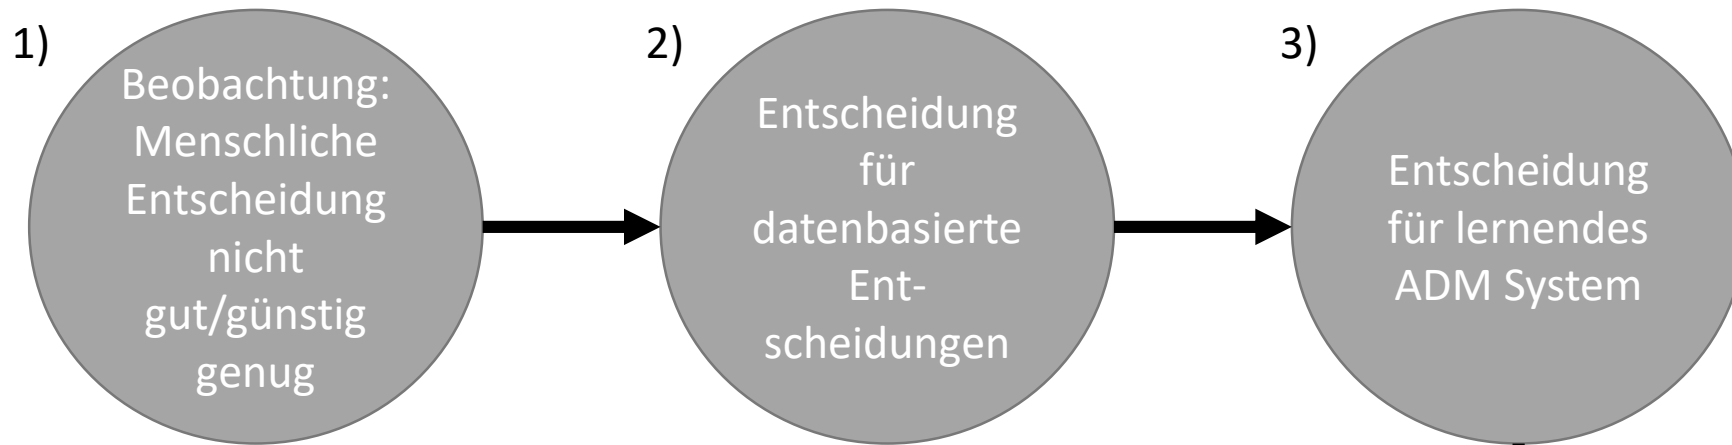 1)
Beobachtung:
Menschliche
Entscheidung
nicht
gut/günstig
genug
2)
Entscheidung
für
datenbasierte
Ent-
scheidungen
3)
Entscheidung
für lernendes
ADM System